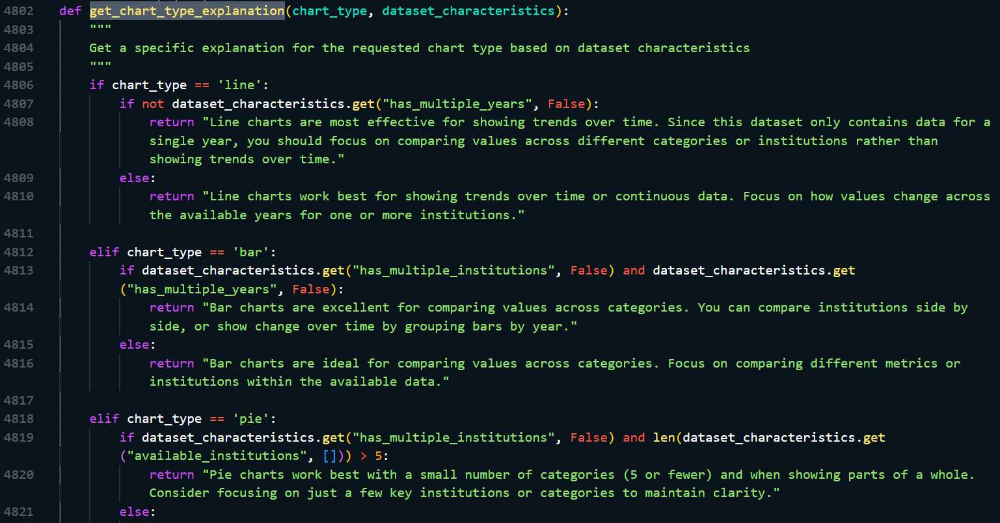 4802 def get_chart_type_explanation(chart_type, dataset_characteristics):
4803 """
4804 Get a specific explanation for the requested chart type based on dataset characteristics
4805 """
4806 if chart_type == 'line':
4807 if not dataset_characteristics.get("has_multiple_years", False):
4808 return "Line charts are most effective for showing trends over time. Since this dataset only contains data for a
single year, you should focus on comparing values across different categories or institutions rather than
showing trends over time."
4809 else:
4810 return "Line charts work best for showing trends over time or continuous data. Focus on how values change across
the available years for one or more institutions."
4811
4812 elif chart_type == 'bar':
4813 if dataset_characteristics.get("has_multiple_institutions", False) and dataset_characteristics.get
("has_multiple_years", False):
4814 return "Bar charts are excellent for comparing values across categories. You can compare institutions side by
side, or show change over time by grouping bars by year."
4815 else:
4816 return "Bar charts are ideal for comparing values across categories. Focus on comparing different metrics or
institutions within the available data."
4817
4818 elif chart_type == 'pie':
4819 if dataset_characteristics.get("has_multiple_institutions", False) and len(dataset_characteristics.get
("available_institutions", [])) > 5:
4820 return "Pie charts work best with a small number of categories (5 or fewer) and when showing parts of a whole.
Consider focusing on just a few key institutions or categories to maintain clarity."
4821 else: